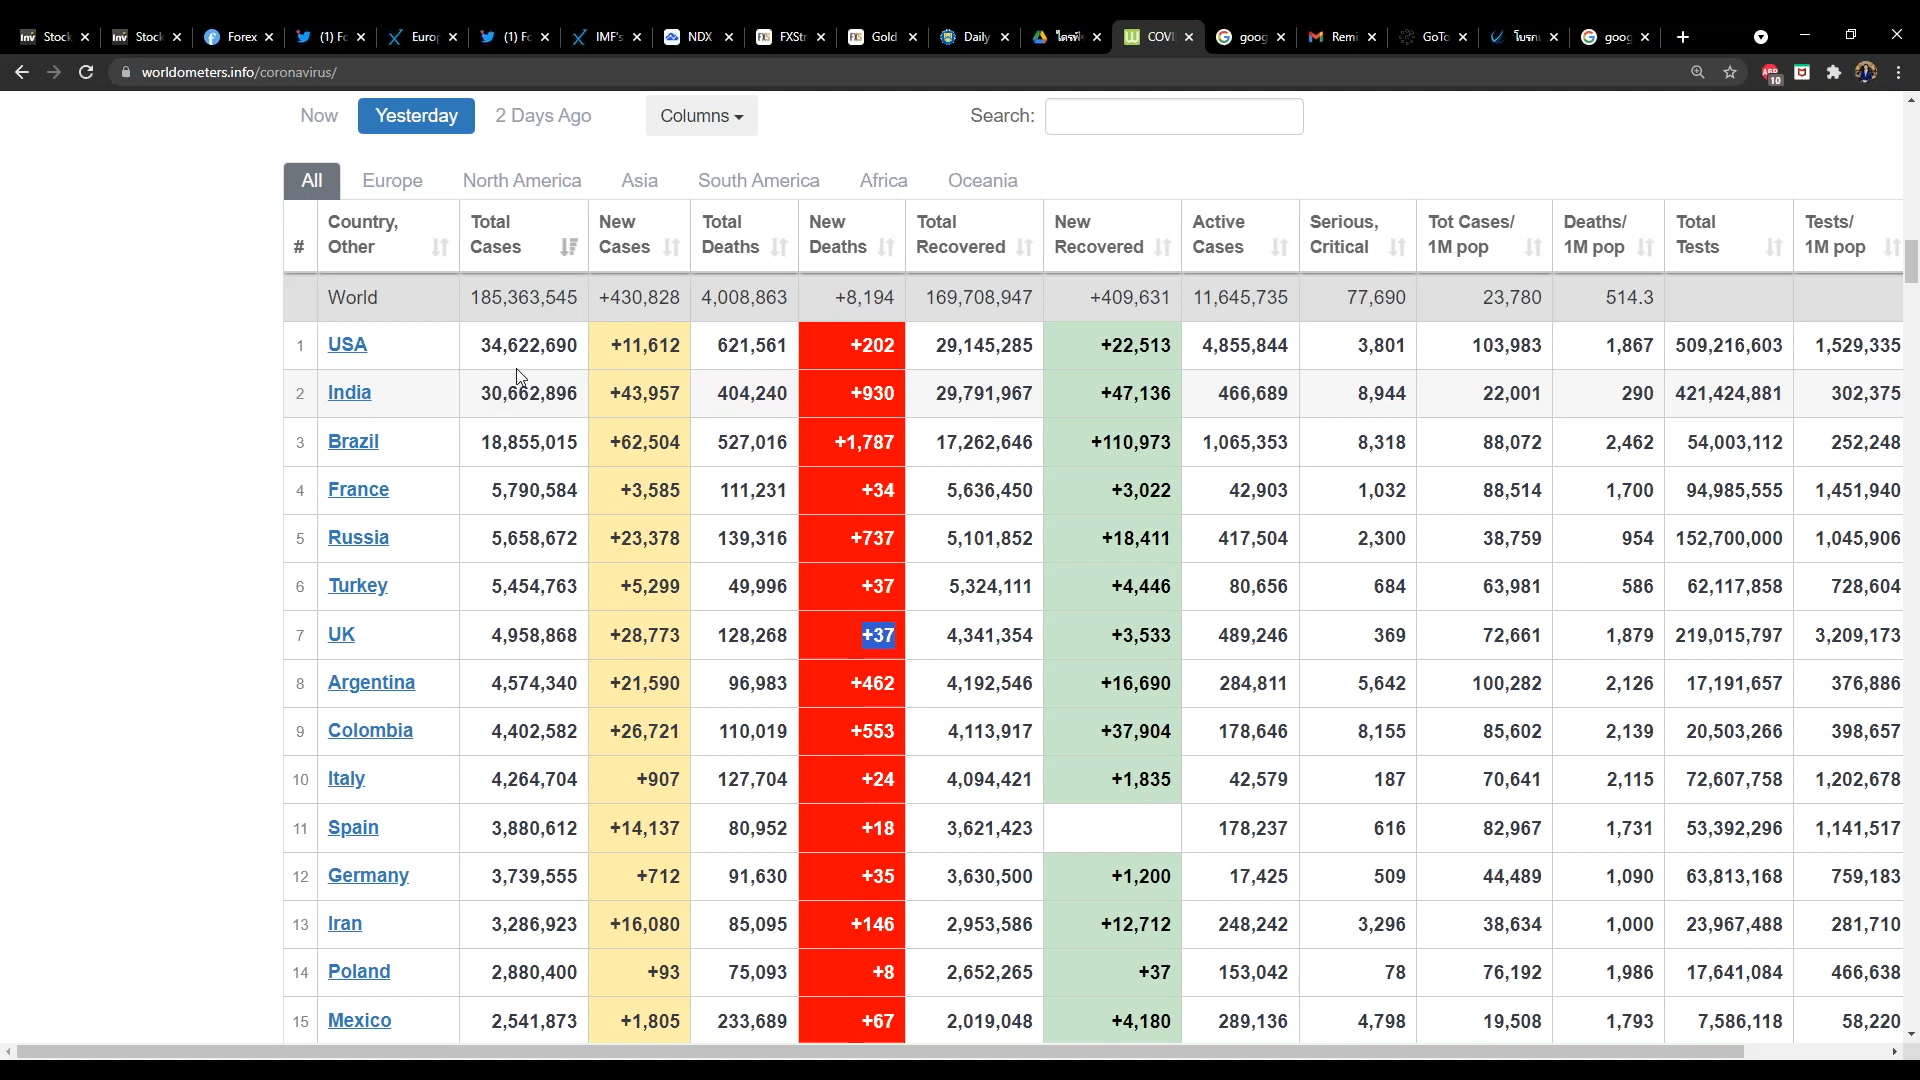 Stock
Stock
Forex
(1) Fo
Euro
(1) Fo
IMF's
NDX
FXStr
Gold
Daily
COVI
goog
Remi
GoTo
goog
worldometers.info/coronavirus/
10
Now Yesterday 2 Days Ago Columns Search:
All Europe North America Asia South America Africa Oceania
# Country, Other Total Cases New Cases Total Deaths New Deaths Total Recovered New Recovered Active Cases Serious, Critical Tot Cases/ 1M pop Deaths/ 1M pop Total Tests Tests/ 1M pop
World 185,363,545 +430,828 4,008,863 +8,194 169,708,947 +409,631 11,645,735 77,690 23,780 514.3
1 USA 34,622,690 +11,612 621,561 +202 29,145,285 +22,513 4,855,844 3,801 103,983 1,867 509,216,603 1,529,335
2 India 30,662,896 +43,957 404,240 +930 29,791,967 +47,136 466,689 8,944 22,001 290 421,424,881 302,375
3 Brazil 18,855,015 +62,504 527,016 +1,787 17,262,646 +110,973 1,065,353 8,318 88,072 2,462 54,003,112 252,248
4 France 5,790,584 +3,585 111,231 +34 5,636,450 +3,022 42,903 1,032 88,514 1,700 94,985,555 1,451,940
5 Russia 5,658,672 +23,378 139,316 +737 5,101,852 +18,411 417,504 2,300 38,759 954 152,700,000 1,045,906
6 Turkey 5,454,763 +5,299 49,996 +37 5,324,111 +4,446 80,656 684 63,981 586 62,117,858 728,604
7 UK 4,958,868 +28,773 128,268 +37 4,341,354 +3,533 489,246 369 72,661 1,879 219,015,797 3,209,173
8 Argentina 4,574,340 +21,590 96,983 +462 4,192,546 +16,690 284,811 5,642 100,282 2,126 17,191,657 376,886
9 Colombia 4,402,582 +26,721 110,019 +553 4,113,917 +37,904 178,646 8,155 85,602 2,139 20,503,266 398,657
10 Italy 4,264,704 +907 127,704 +24 4,094,421 +1,835 42,579 187 70,641 2,115 72,607,758 1,202,678
11 Spain 3,880,612 +14,137 80,952 +18 3,621,423 178,237 616 82,967 1,731 53,392,296 1,141,517
12 Germany 3,739,555 +712 91,630 +35 3,630,500 +1,200 17,425 509 44,489 1,090 63,813,168 759,183
13 Iran 3,286,923 +16,080 85,095 +146 2,953,586 +12,712 248,242 3,296 38,634 1,000 23,967,488 281,710
14 Poland 2,880,400 +93 75,093 +8 2,652,265 +37 153,042 78 76,192 1,986 17,641,084 466,638
15 Mexico 2,541,873 +1,805 233,689 +67 2,019,048 +4,180 289,136 4,798 19,508 1,793 7,586,118 58,220